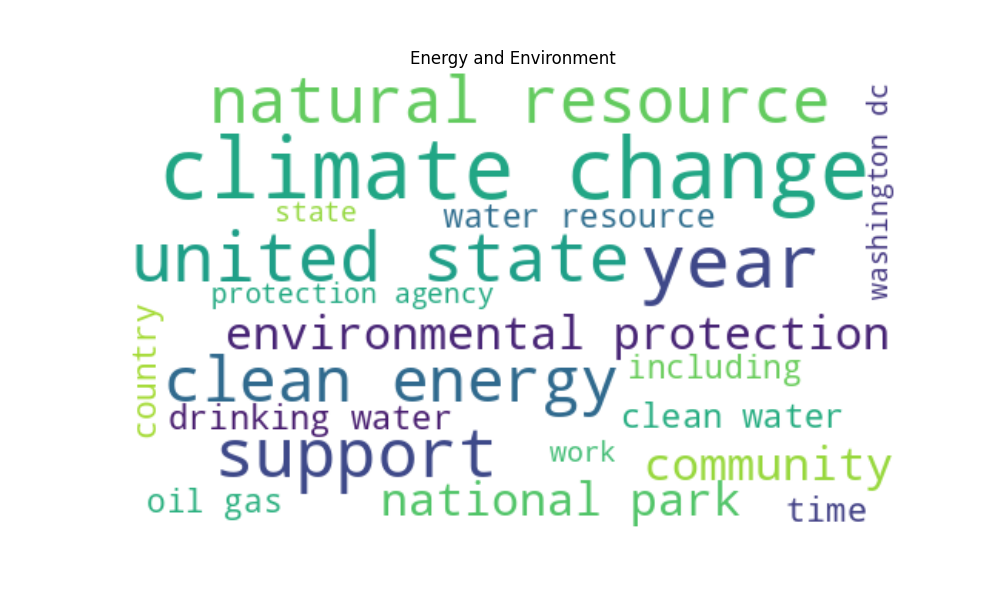 Energy and Environment
natural resource
washington dc
climate change
state
water resource
united state
year
protection agency
country
environmental protection
clean energy
including
drinking water
clean water
support
work
community
oil gas
national park
time